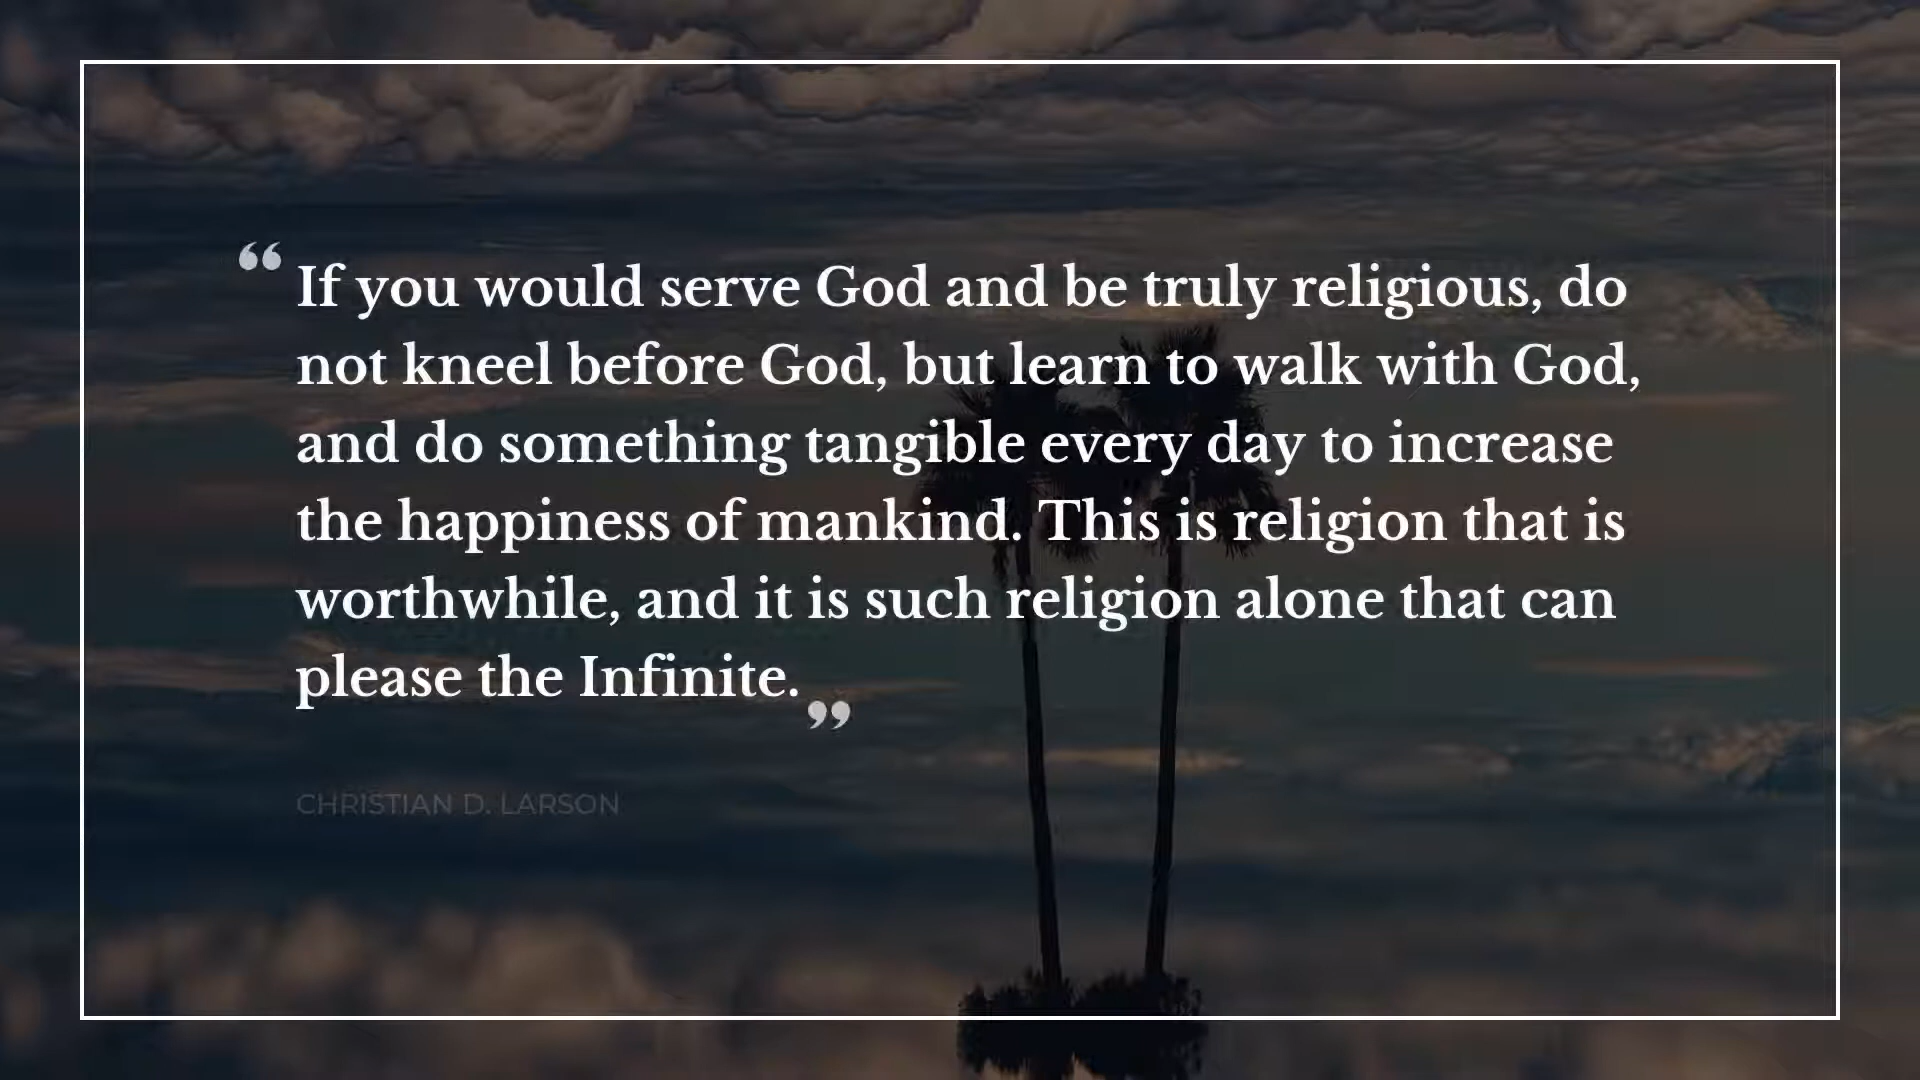 “ If you would serve God and be truly religious, do
not kneel before God, but learn to walk with God,
and do something tangible every day to increase
the happiness of mankind. This is religion that is
worthwhile, and it is such religion alone that can
please the Infinite. ”
CHRISTIAN D. LARSON